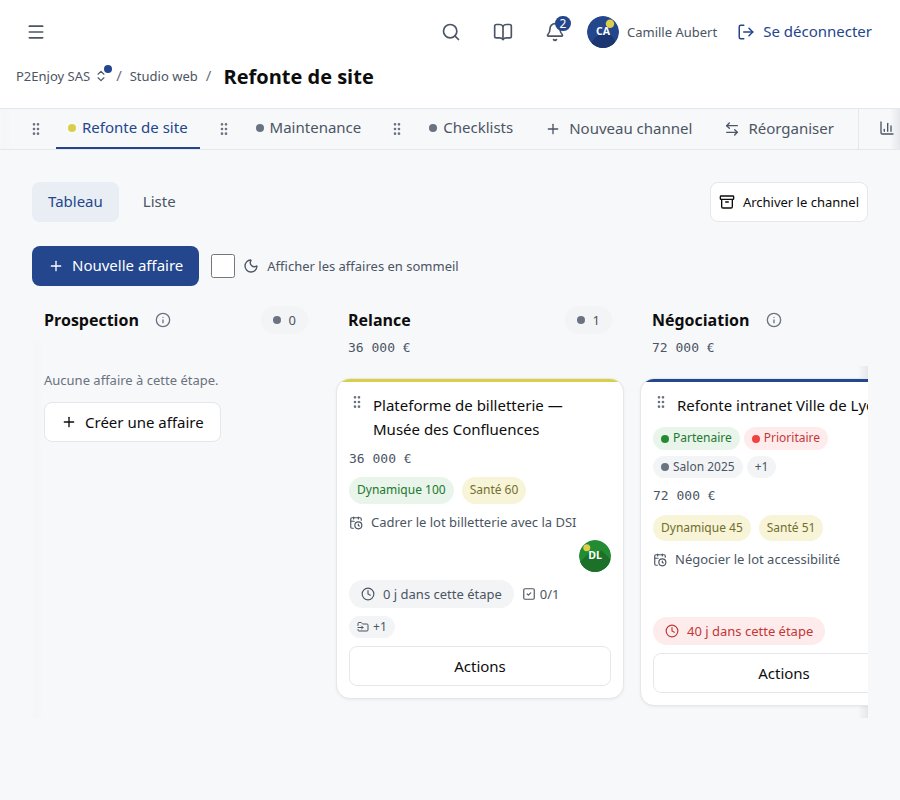 2
CA
Camille Aubert
Se déconnecter
P2Enjoy SAS / Studio web / Refonte de site
Refonte de site
Maintenance
Checklists
Nouveau channel
Réorganiser
Tableau
Liste
Archiver le channel
Nouvelle affaire
Afficher les affaires en sommeil
Prospection
0
Aucune affaire à cette étape.
Créer une affaire
Relance
1
36 000 €
Plateforme de billetterie —
Musée des Confluences
36 000 €
Dynamique 100
Santé 60
Cadrer le lot billetterie avec la DSI
DL
0 j dans cette étape
0/1
+1
Actions
Négociation
72 000 €
Refonte intranet Ville de
Partenaire
Prioritaire
Salon 2025
+1
72 000 €
Dynamique 45
Santé 51
Négocier le lot accessibilité
40 j dans cette étape
Actions